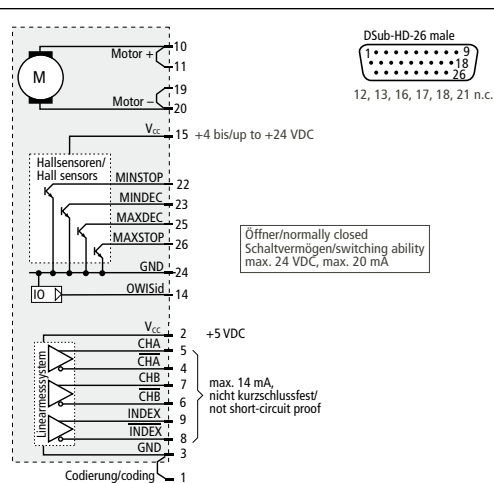 DSub-HD-26 male
1 9
18
26
12, 13, 16, 17, 18, 21 n.c.
M
Motor + 10
11
19
Motor – 20
Vcc 15 +4 bis/up to +24 VDC
Hallsensoren/
Hall sensors
MINSTOP 22
MINDEC 23
MAXDEC 25
MAXSTOP 26
GND 24
IO OWISid 14
Öffner/normally closed
Schaltvermögen/switching ability
max. 24 VDC, max. 20 mA
Linearmesssystem
Vcc 2 +5 VDC
CHA 5
CHA 4
CHB 7
CHB 6
INDEX 9
INDEX 8
GND 3
max. 14 mA,
nicht kurzschlussfest/
not short-circuit proof
Codierung/coding 1